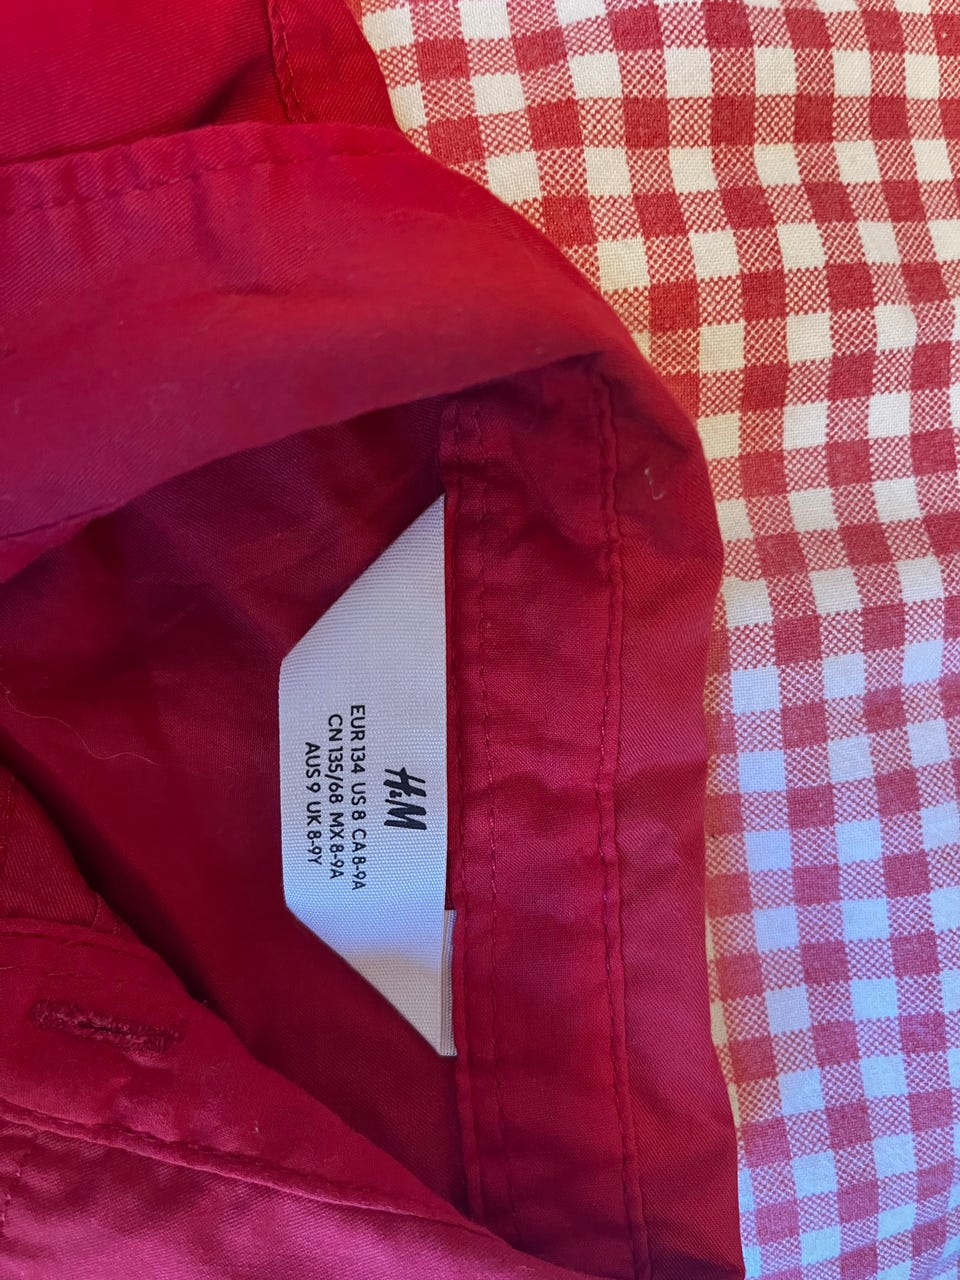 H&M
EUR 134 US 8 CA 8-9A
CN 135/68 MX 8-9A
AUS 9 UK 8-9Y